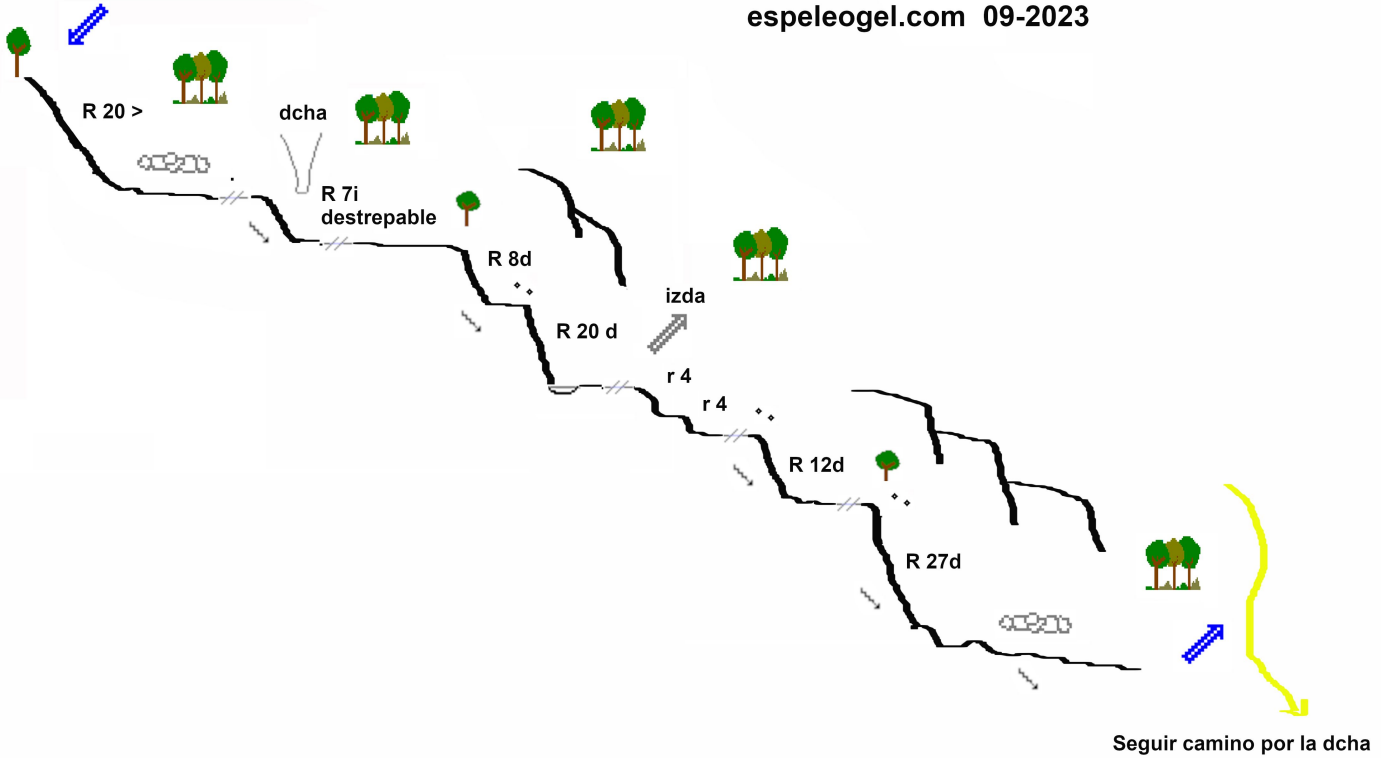 espeleogel.com 09-2023
R 20 >
dcha
R 7i
destrepable
R 8d
izda
R 20 d
r 4
r 4
R 12d
R 27d
Seguir camino por la dcha